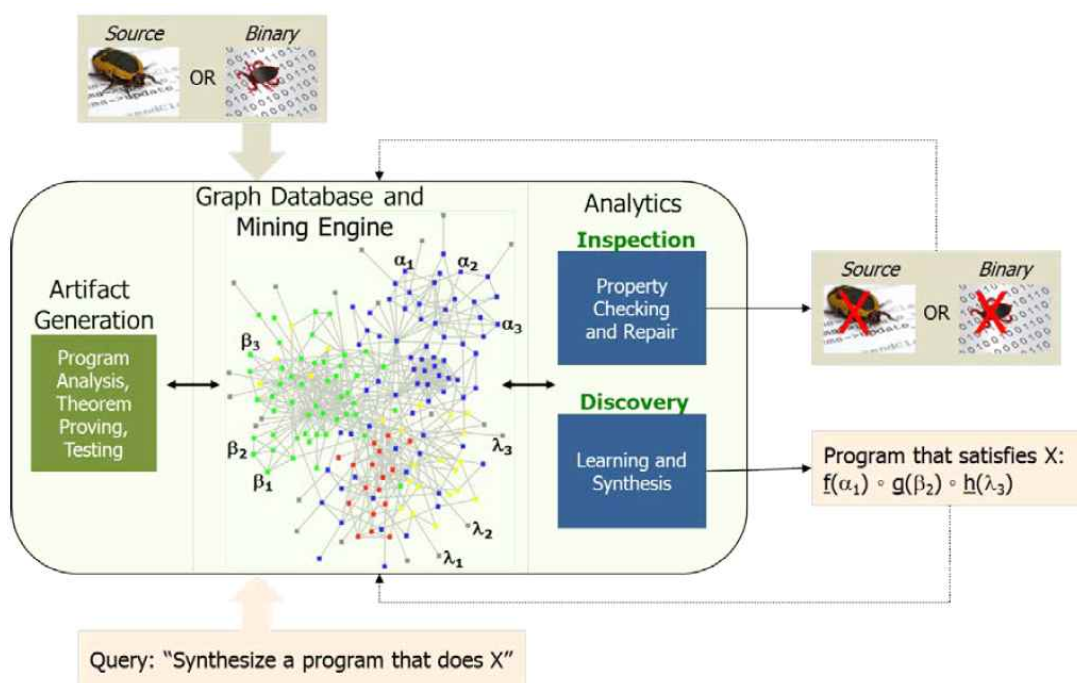 Source
Binary
OR
Graph Database and
Mining Engine
Analytics
Inspection
Property
Checking
and Repair
Artifact
Generation
Program
Analysis,
Theorem
Proving,
Testing
α₁
α₂
α₃
β₃
β₂
β₁
λ₃
λ₂
λ₁
Discovery
Learning and
Synthesis
Source
Binary
OR
Program that satisfies X:
f(α₁) ∘ g(β₂) ∘ h(λ₃)
Query: “Synthesize a program that does X”